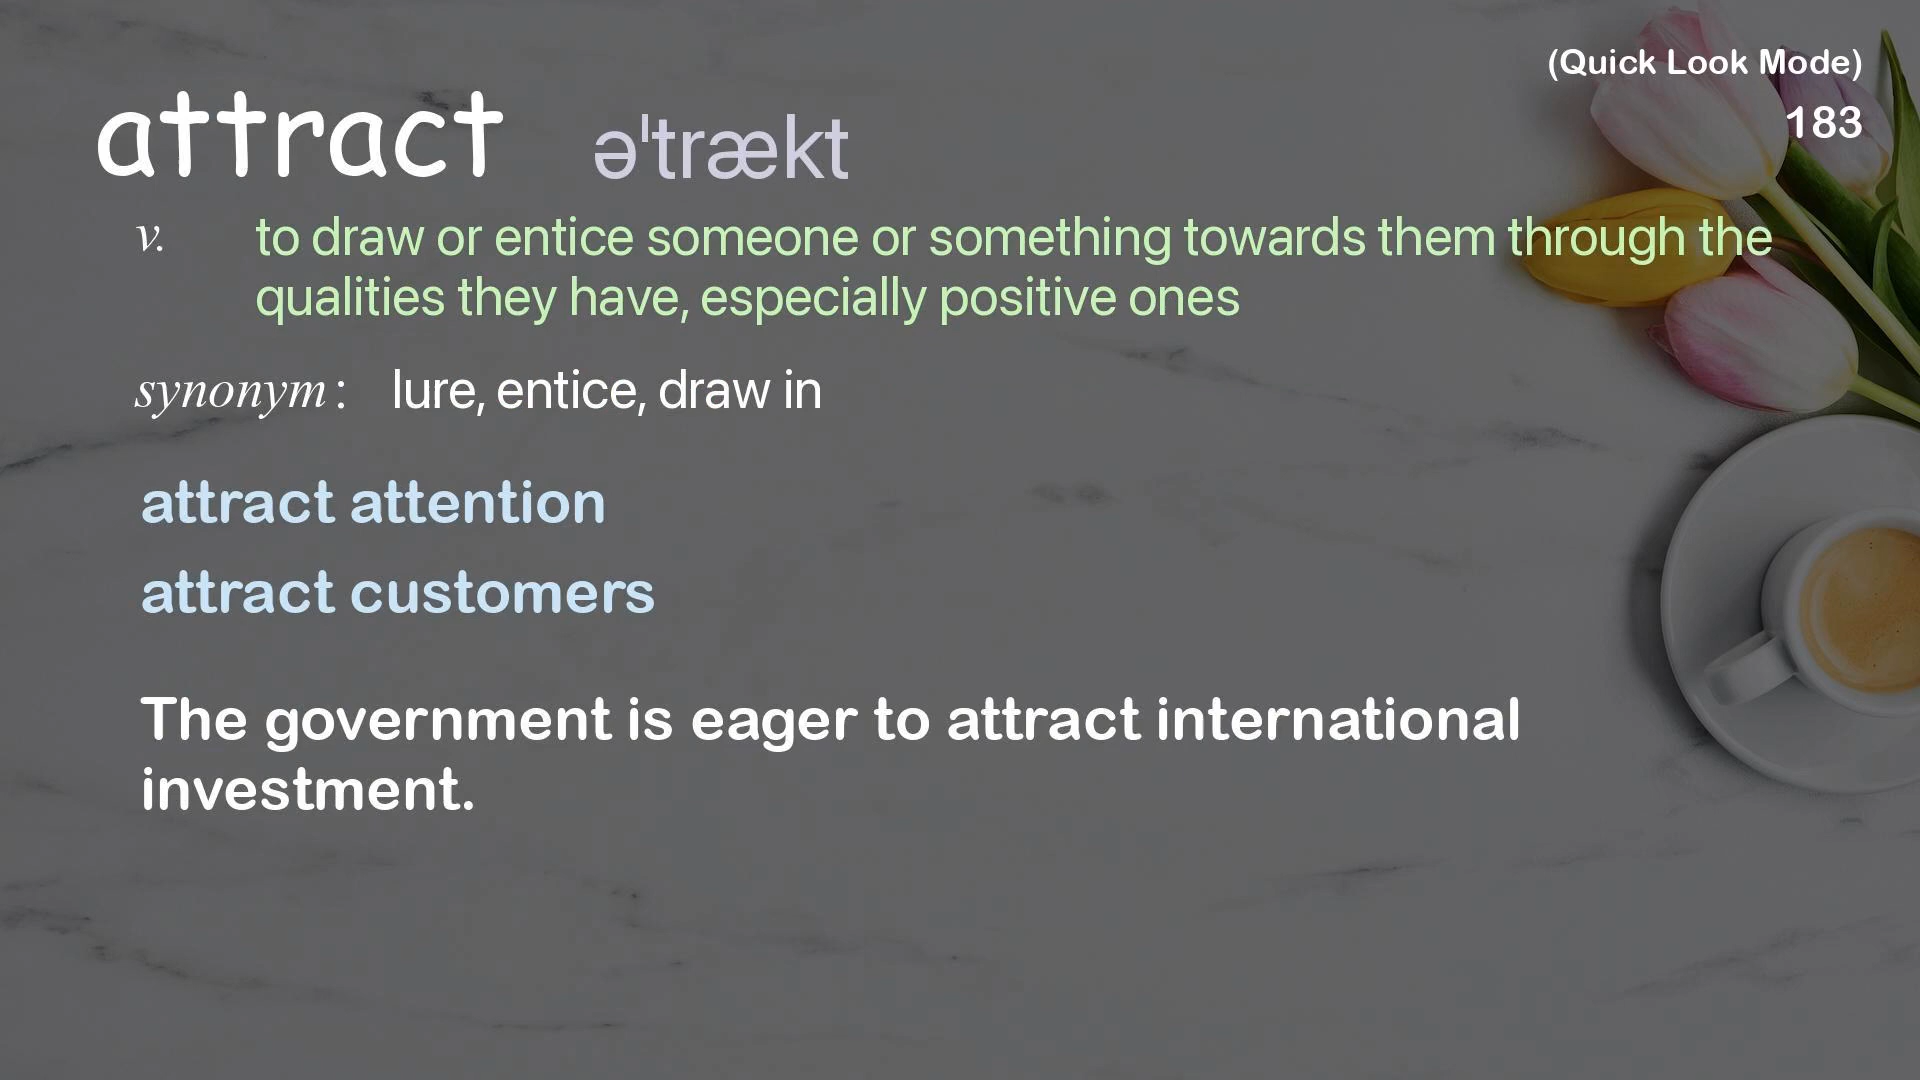 (Quick Look Mode)
183
attract əˈtrækt
v. to draw or entice someone or something towards them through the
qualities they have, especially positive ones
synonym: lure, entice, draw in
attract attention
attract customers
The government is eager to attract international
investment.